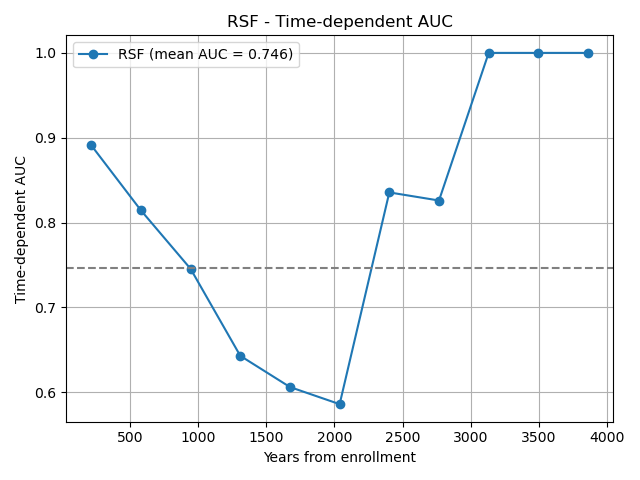 RSF - Time-dependent AUC
RSF (mean AUC = 0.746)
Time-dependent AUC
1.0
0.9
0.8
0.7
0.6
500 1000 1500 2000 2500 3000 3500 4000
Years from enrollment